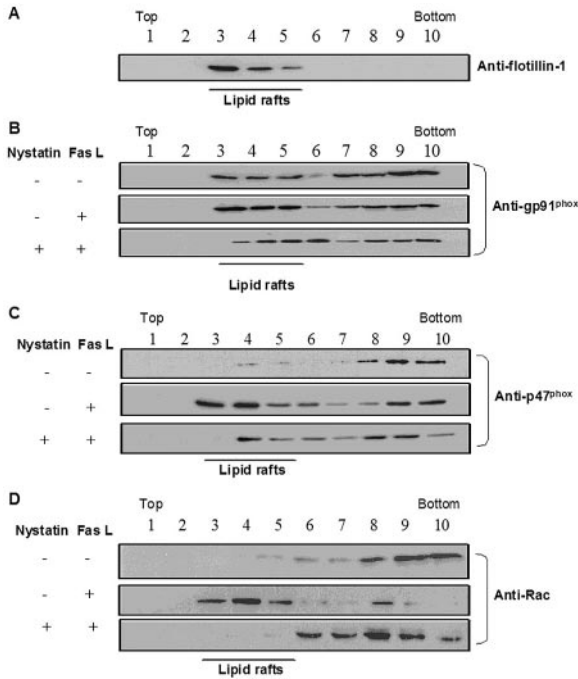 A
Top Bottom
1 2 3 4 5 6 7 8 9 10
Anti-flotillin-1
Lipid rafts
B
Top Bottom
Nystatin Fas L 1 2 3 4 5 6 7 8 9 10
- -
- +
+ +
Anti-gp91phox
Lipid rafts
C
Top Bottom
Nystatin Fas L 1 2 3 4 5 6 7 8 9 10
- -
- +
+ +
Anti-p47phox
Lipid rafts
D
Top Bottom
Nystatin Fas L 1 2 3 4 5 6 7 8 9 10
- -
- +
+ +
Anti-Rac
Lipid rafts